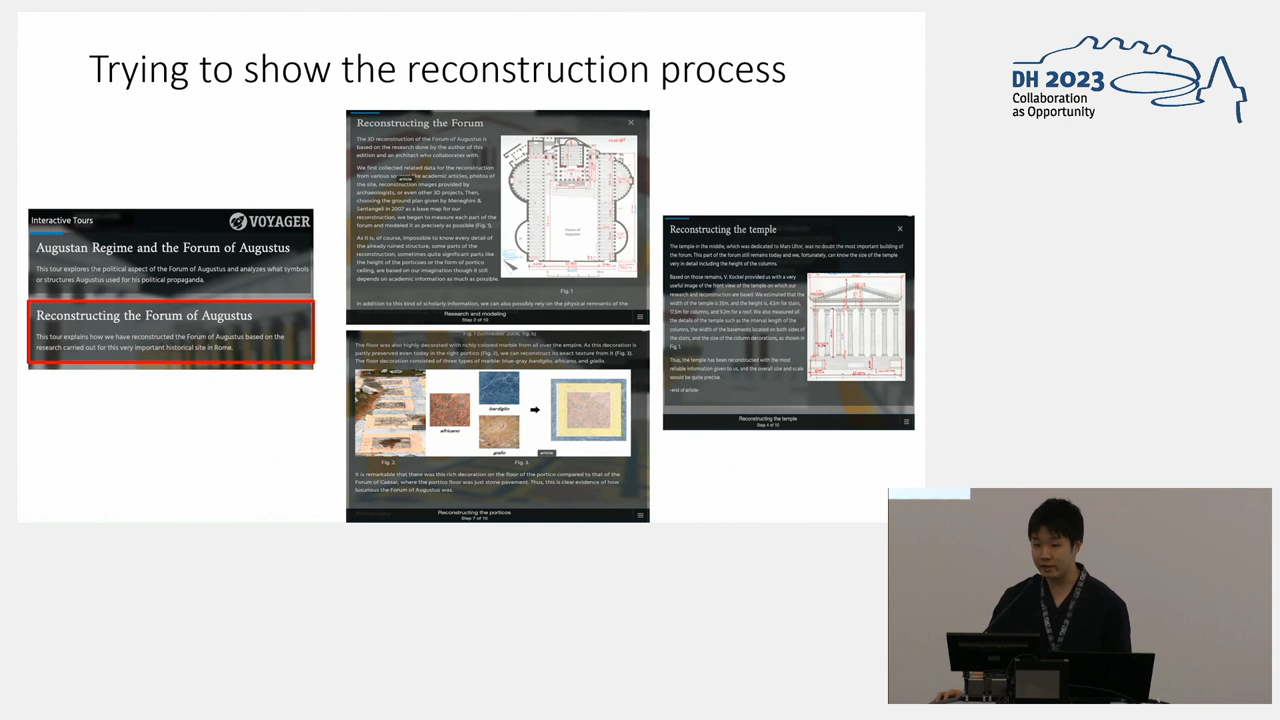 Trying to show the reconstruction process
DH 2023
Collaboration
as Opportunity
Interactive Tours
VOYAGER
Augustan Regime and the Forum of Augustus
This tour explores the political aspect of the Forum of Augustus and analyzes what symbols
or structures Augustus used for his political propaganda.
Reconstructing the Forum of Augustus
This tour explains how we have reconstructed the Forum of Augustus based on the
research carried out for this very important historical site in Rome.
Reconstructing the Forum
The 3D reconstruction of the Forum of Augustus is
based on the research done by the author of this
edition and an architect who collaborates with.
We first collected related data for the reconstruction
from various sources like academic articles, photos of
the site, reconstruction images provided by
archaeologists, or even other 3D projects. Then,
choosing the ground plan given by Meneghini &
Santangeli in 2007 as a base map for our
reconstruction, we began to measure each part of the
forum and modeled it as precisely as possible (Fig. 1).
As it is, of course, impossible to know every detail of
the already ruined structure, some parts of the
reconstruction, sometimes quite significant parts like
the height of the porticoes or the form of portico
ceiling, are based on our imagination though it still
depends on academic information as much as possible.
article
Forum of
Augustus
Fig. 1
In addition to this kind of scholarly information, we can also possibly rely on the physical remnants of the
Research and modeling
Step 2 of 10
The floor was also highly decorated with richly colored marble from all over the empire. As this decoration is
partly preserved even today in the right portico (Fig. 2), we can reconstruct its exact texture from it (Fig. 3).
The floor decoration consisted of three types of marble: blue-gray bardiglio, africano, and giallo.
africano
bardiglio
giallo
article
Fig. 2.
Fig. 3.
It is remarkable that there was this rich decoration on the floor of the portico compared to that of the
Forum of Caesar, where the portico floor was just stone pavement. Thus, this is clear evidence of how
luxurious the Forum of Augustus was.
Reconstructing the porticos
Step 7 of 10
Reconstructing the temple
The temple in the middle, which was dedicated to Mars Ultor, was no doubt the most important building of
the forum. This part of the forum still remains today and we, fortunately, can know the size of the temple
very in detail including the height of the columns.
Based on those remains, V. Kockel provided us with a very
useful image of the front view of the temple on which our
research and reconstruction are based. We estimated that the
width of the temple is 35m, and the height is, 4.5m for stairs,
17.5m for columns, and 9.2m for a roof. We also measured all
the details of the temple such as the interval length of the
columns, the width of the basements located on both sides of
the stairs, and the size of the column decorations, as shown in
Fig. 1.
Thus, the temple has been reconstructed with the most
reliable information given to us, and the overall size and scale
would be quite precise.
-end of article-
Reconstructing the temple
Step 4 of 10